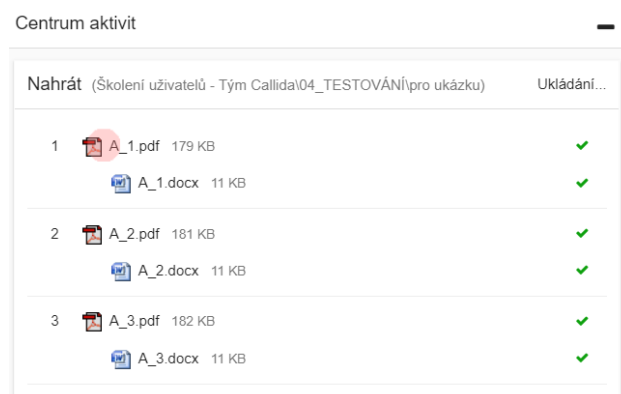 Centrum aktivit
Nahrát (Školení uživatelů - Tým Callida\04_TESTOVÁNÍ\pro ukázku) Ukládání...
1 A_1.pdf 179 KB
A_1.docx 11 KB
2 A_2.pdf 181 KB
A_2.docx 11 KB
3 A_3.pdf 182 KB
A_3.docx 11 KB